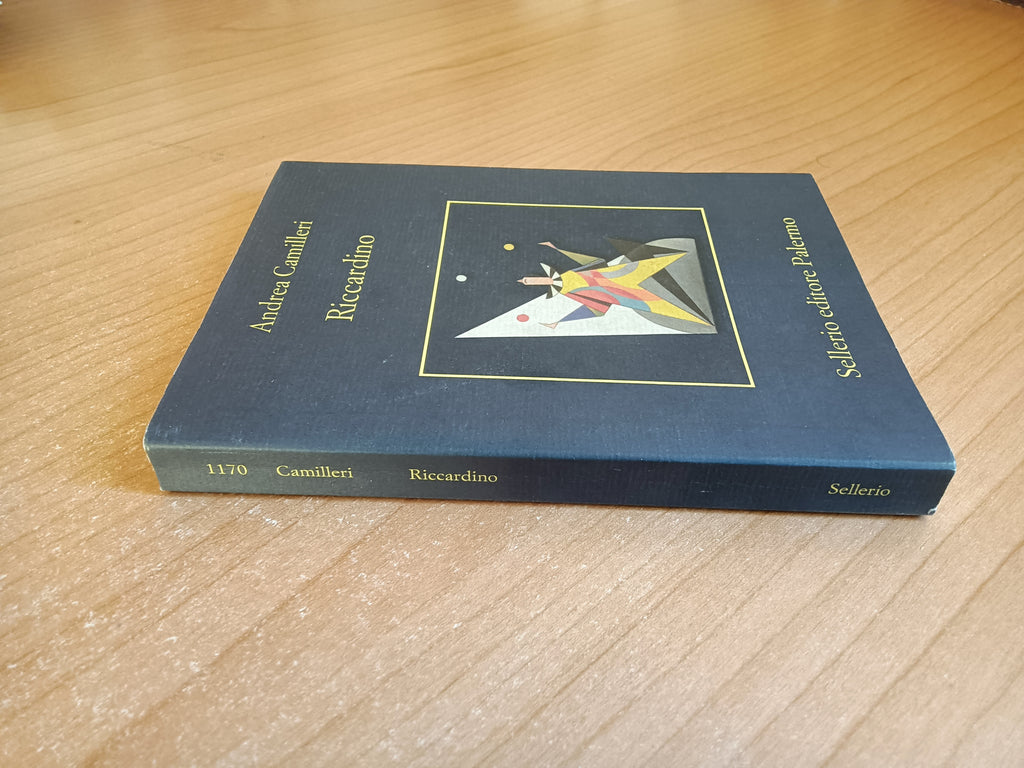 Andrea Camilleri
Riccardino
Sellerio editore Palermo
1170 Camilleri Riccardino Sellerio